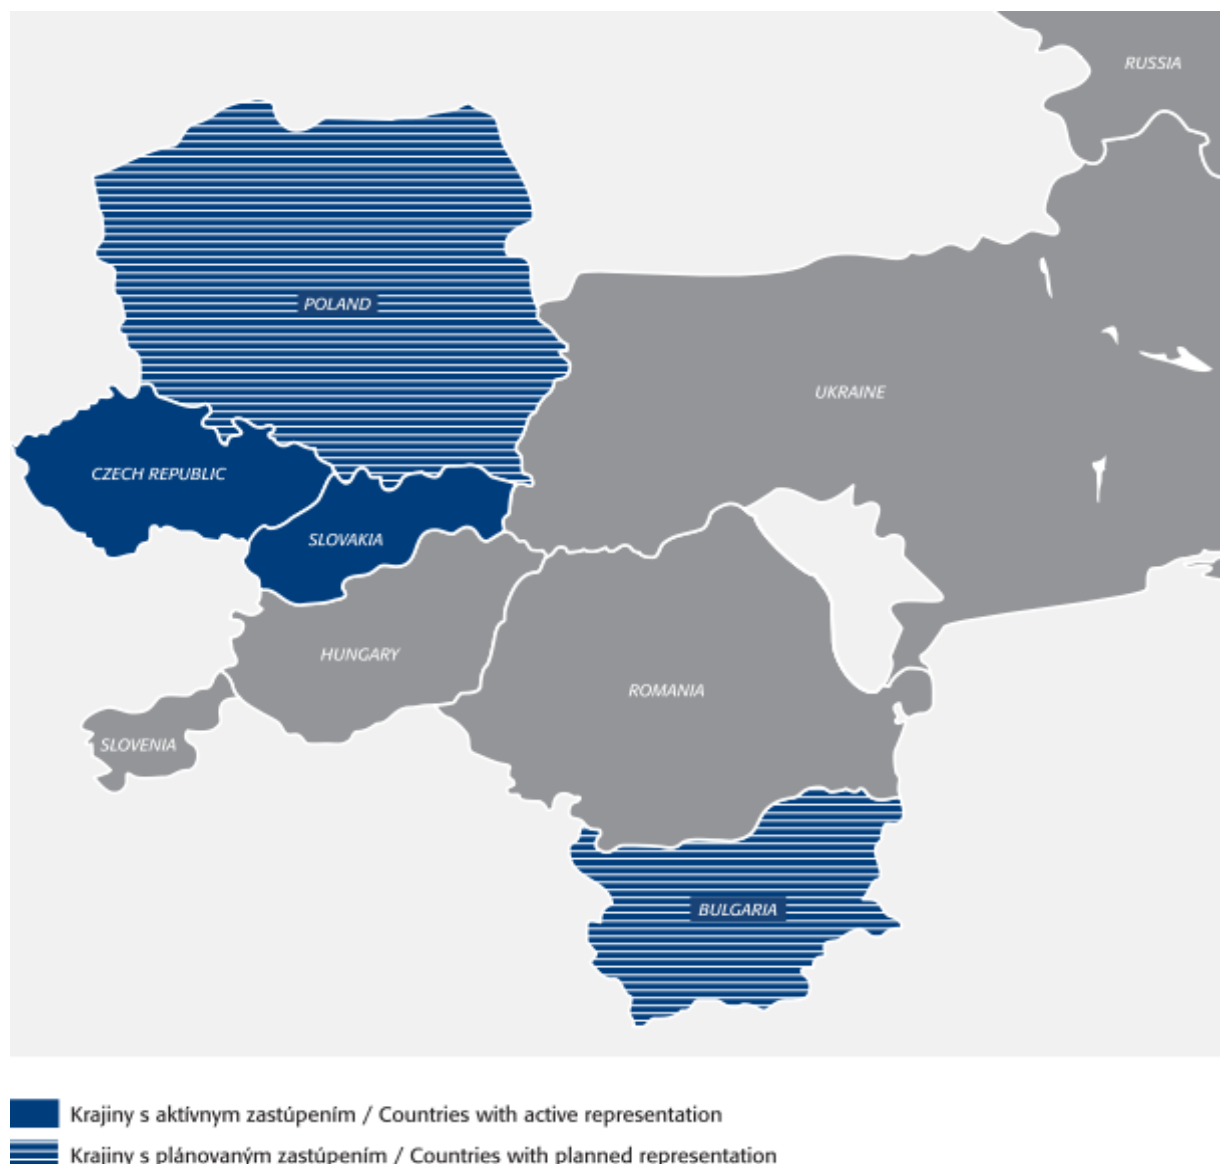 RUSSIA
POLAND
UKRAINE
CZECH REPUBLIC
SLOVAKIA
HUNGARY
ROMANIA
SLOVENIA
BULGARIA
Krajiny s aktívnym zastúpením / Countries with active representation
Krajiny s plánovaným zastúpením / Countries with planned representation